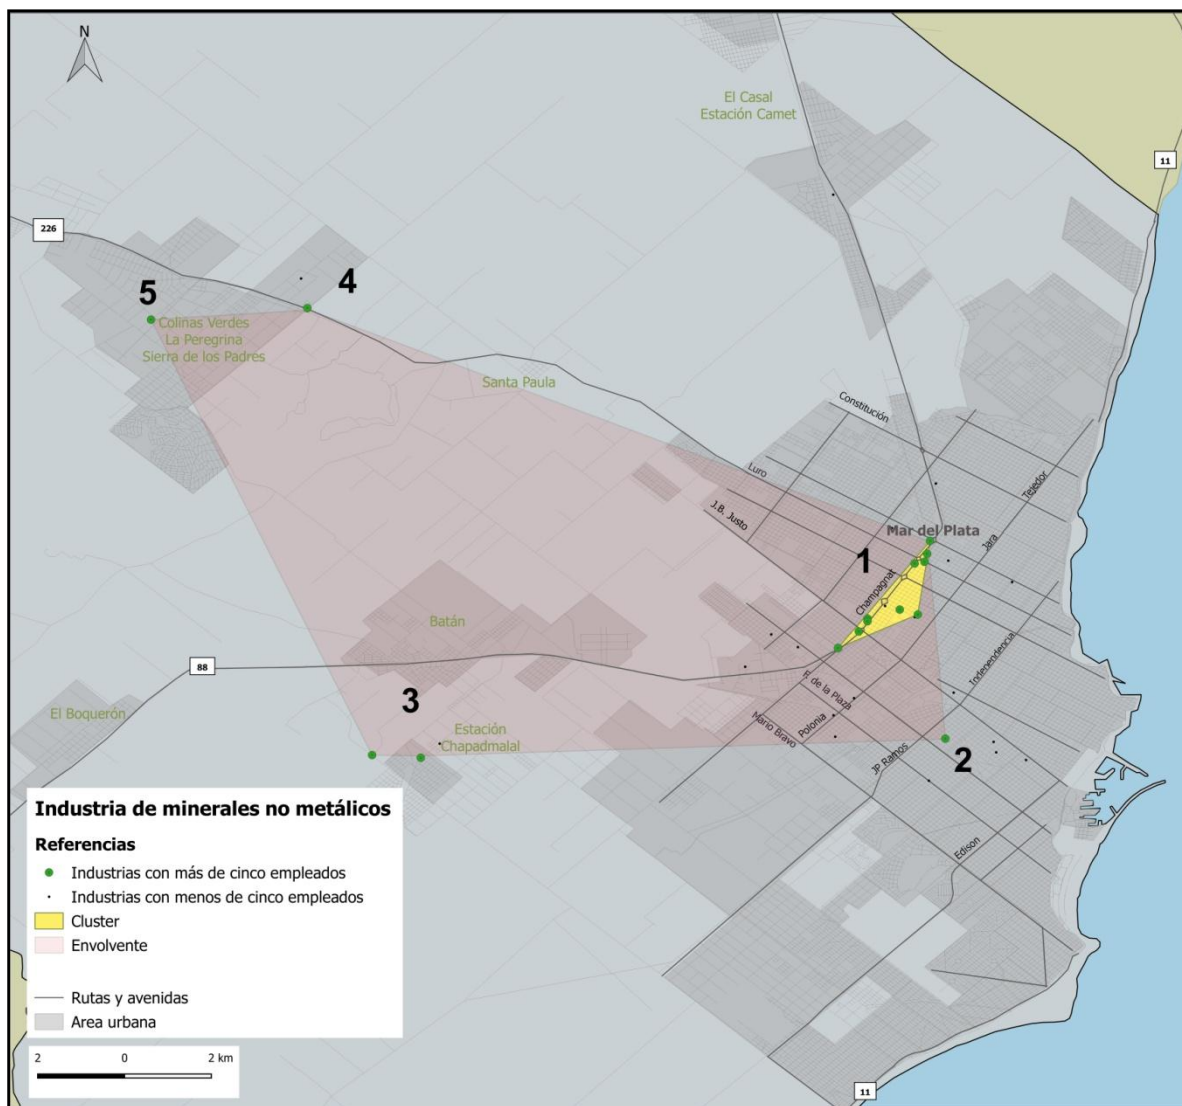 N
El Casal
Estación Camet
11
226
4
5
Colinas Verdes
La Peregrina
Sierra de los Padres
Santa Paula
Constitución
Luro
Tejedor
J.B. Justo
Mar del Plata
Jara
1
Champagnat
Batán
Independencia
88
F. de la Plaza
3
El Boquerón
Estación
Chapadmalal
Mario Bravo
Polonia
JP Ramos
2
Edison
Industria de minerales no metálicos
Referencias
Industrias con más de cinco empleados
Industrias con menos de cinco empleados
Cluster
Envolvente
Rutas y avenidas
Area urbana
2 0 2 km
11